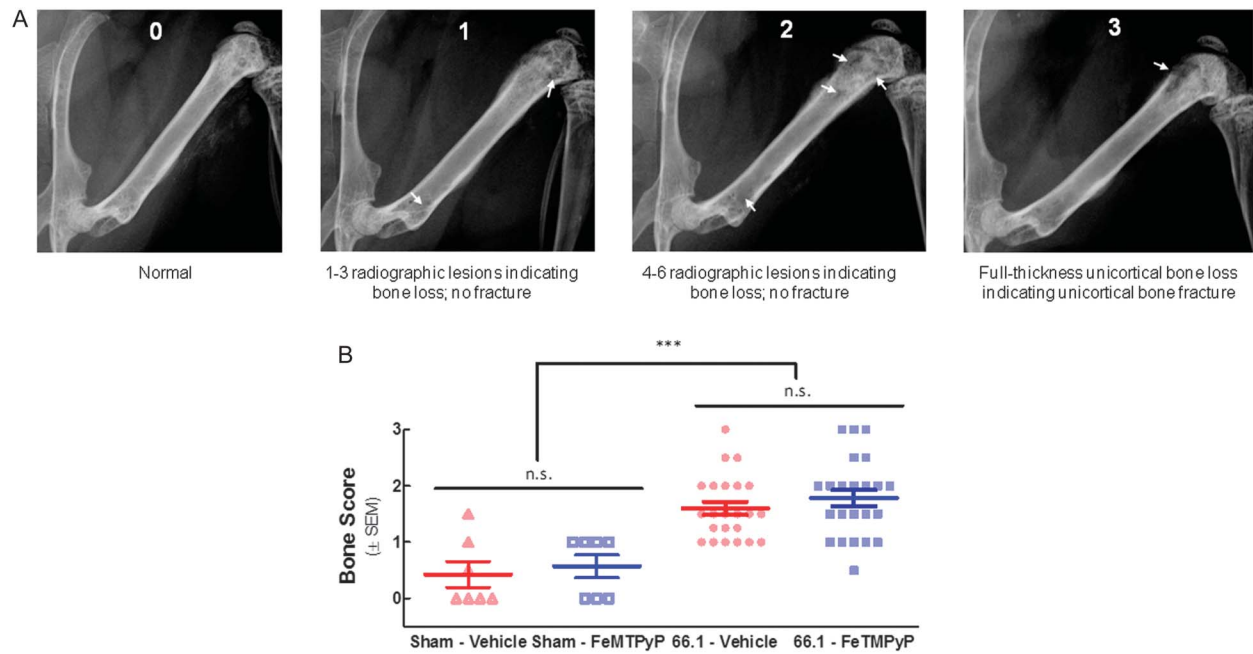 A
0
1
2
3
Normal
1-3 radiographic lesions indicating
bone loss; no fracture
4-6 radiographic lesions indicating
bone loss; no fracture
Full-thickness unicortical bone loss
indicating unicortical bone fracture
B
***
n.s.
n.s.
Bone Score
(± SEM)
3
2
1
0
Sham - Vehicle Sham - FeMTPyP 66.1 - Vehicle 66.1 - FeTMPyP